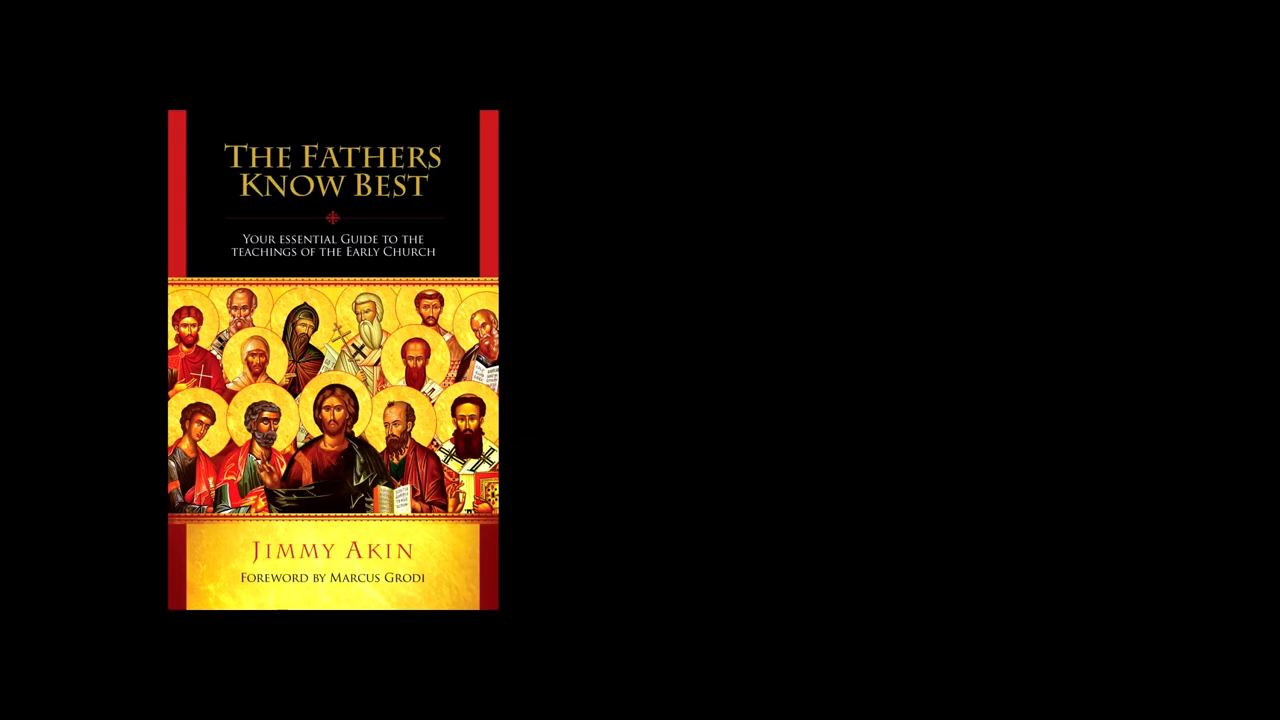 The Fathers
Know Best
Your essential Guide to the
teachings of the Early Church
Jimmy Akin
Foreword by Marcus Grodi